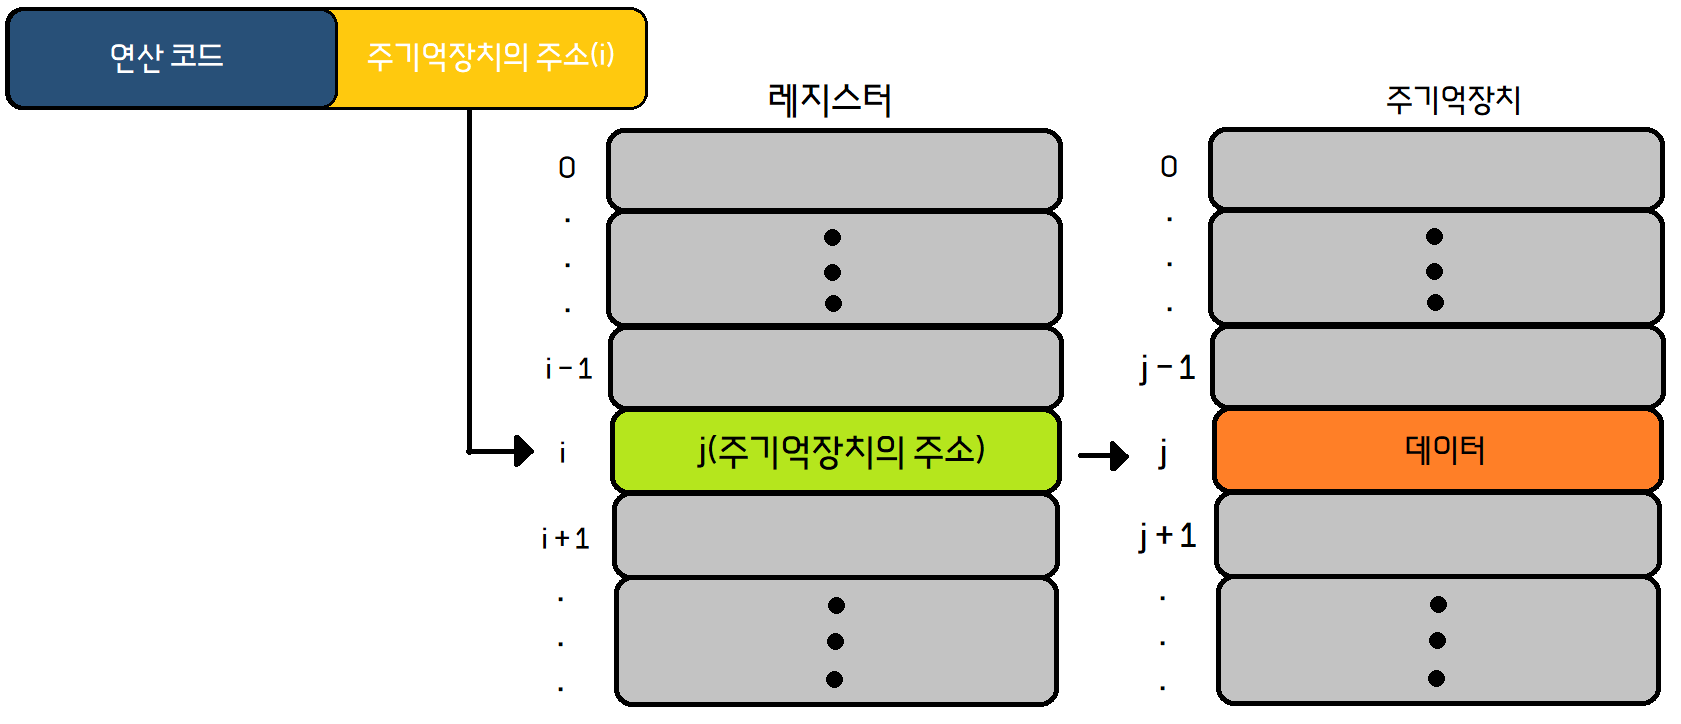 연산 코드
주기억장치의 주소(i)
레지스터
주기억장치
0
.
.
.
i-1
i
j(주기억장치의 주소)
i+1
.
.
.
0
.
.
.
j-1
j
데이터
j+1
.
.
.